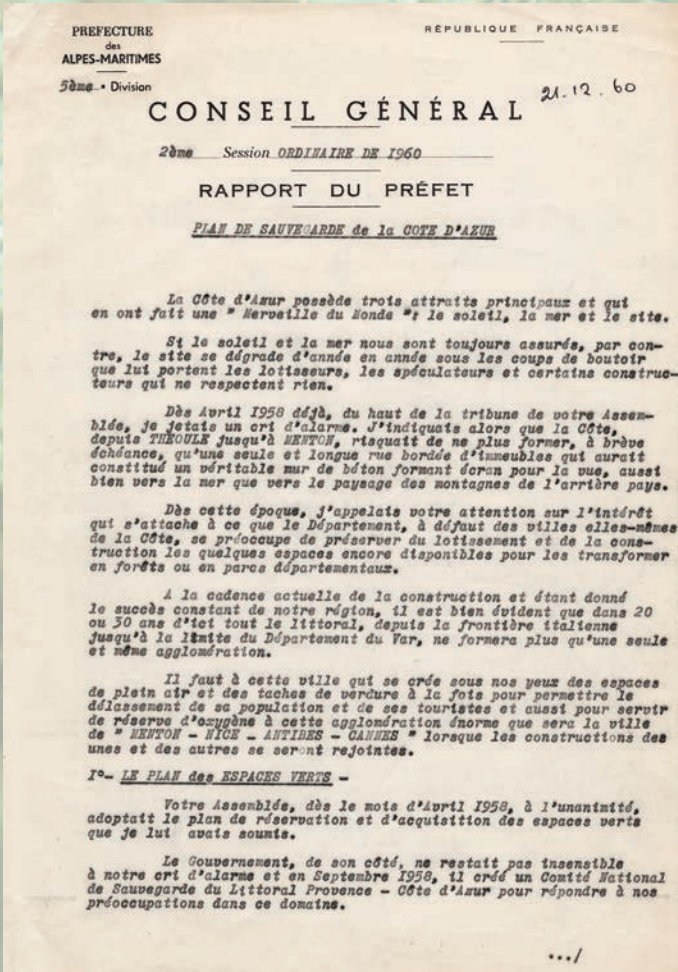 PREFECTURE
des
ALPES-MARITIMES
RÉPUBLIQUE FRANÇAISE
5ème. • Division
21.12.60
CONSEIL GÉNÉRAL
2ème Session ORDINAIRE DE I960
RAPPORT DU PRÉFET
PLAN DE SAUVEGARDE de la COTE D'AZUR
La Côte d'Azur possède trois attraits principaux et qui
en ont fait une " Merveille du Monde ": le soleil, la mer et le site.
Si le soleil et la mer nous sont toujours assurés, par con-
tre, le site se dégrade d'année en année sous les coups de boutoir
que lui portent les lotisseurs, les spéculateurs et certains construc-
teurs qui ne respectent rien.
Dès Avril I958 déjà, du haut de la tribune de votre Assem-
blée, je jetais un cri d'alarme. J'indiquais alors que la Côte,
depuis THEOULE jusqu'à MENTON, risquait de ne plus former, à brève
échéance, qu'une seule et longue rue bordée d'immeubles qui aurait
constitué un véritable mur de béton formant écran pour la vue, aussi
bien vers la mer que vers le paysage des montagnes de l'arrière pays.
Dès cette époque, j'appelais votre attention sur l'intérêt
qui s'attache à ce que le Département, à défaut des villes elles-mêmes
de la Côte, se préoccupe de préserver du lotissement et de la cons-
truction les quelques espaces encore disponibles pour les transformer
en forêts ou en parcs départementaux.
A la cadence actuelle de la construction et étant donné
le succès constant de notre région, il est bien évident que dans 20
ou 30 ans d'ici tout le littoral, depuis la frontière italienne
jusqu'à la limite du Département du Var, ne formera plus qu'une seule
et même agglomération.
Il faut à cette ville qui se crée sous nos yeux des espaces
de plein air et des taches de verdure à la fois pour permettre le
délassement de sa population et de ses touristes et aussi pour servir
de réserve d'oxygène à cette agglomération énorme que sera la ville
de " MENTON - NICE - ANTIBES - CANNES " lorsque les constructions des
unes et des autres se seront rejointes.
I°- LE PLAN des ESPACES VERTS -
Votre Assemblée, dès le mois d'Avril I958, à l'unanimité,
adoptait le plan de réservation et d'acquisition des espaces verts
que je lui avais soumis.
Le Gouvernement, de son côté, ne restait pas insensible
à notre cri d'alarme et en Septembre I958, il créé un Comité National
de Sauvegarde du Littoral Provence - Côte d'Azur pour répondre à nos
préoccupations dans ce domaine.
.../